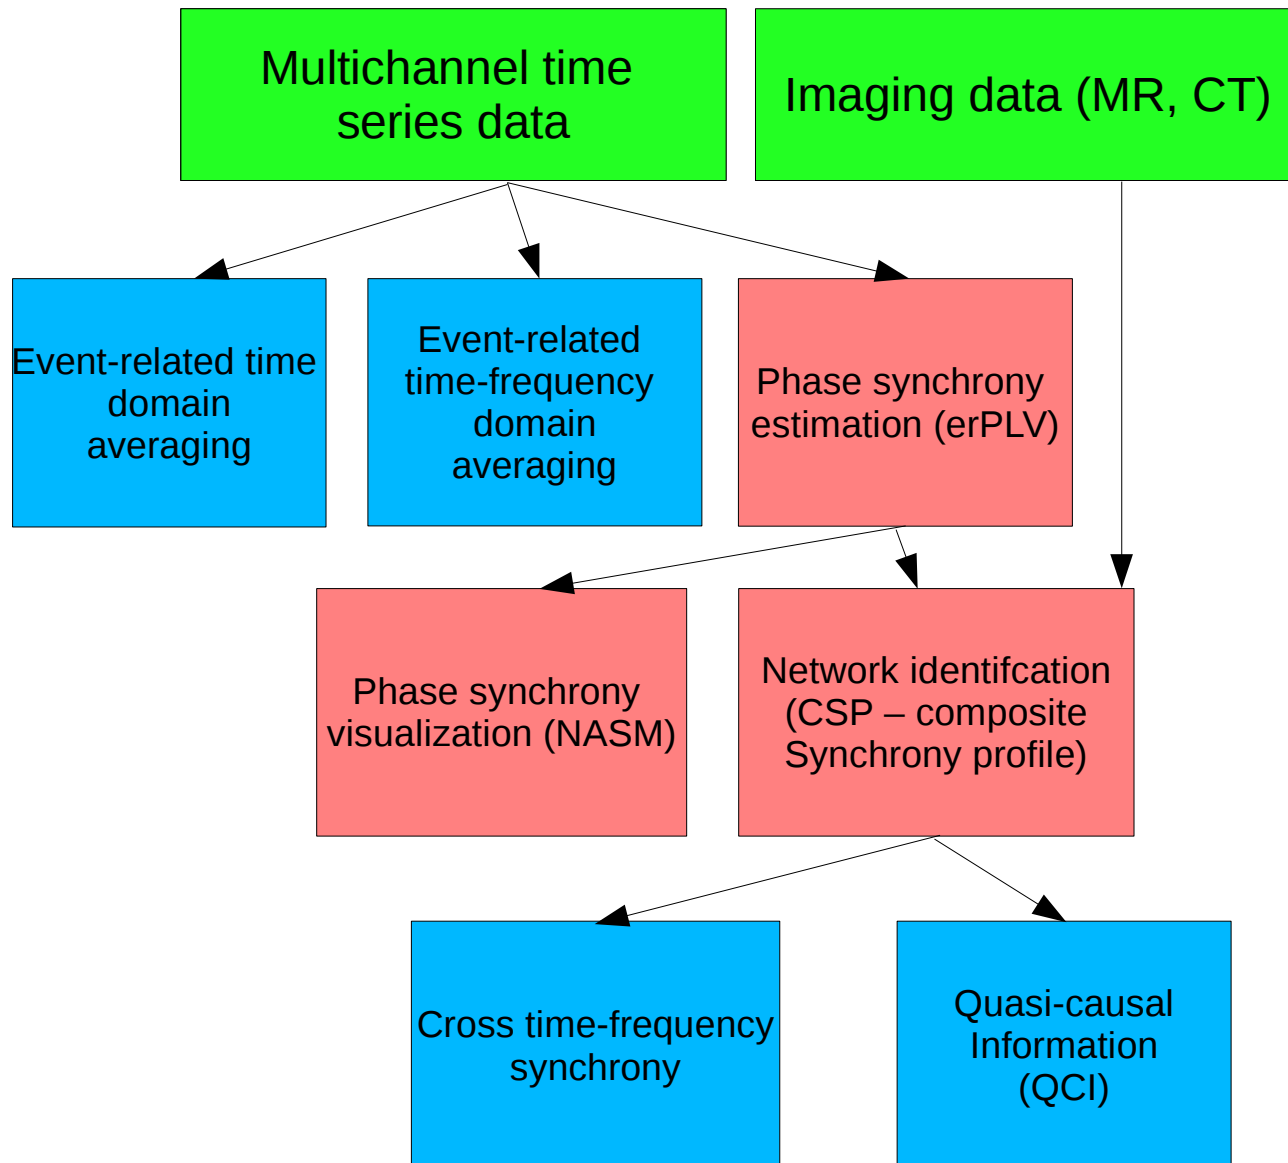 Multichannel time
series data
Imaging data (MR, CT)
Event-related time
domain
averaging
Event-related
time-frequency
domain
averaging
Phase synchrony
estimation (erPLV)
Phase synchrony
visualization (NASM)
Network identifcation
(CSP – composite
Synchrony profile)
Cross time-frequency
synchrony
Quasi-causal
Information
(QCI)